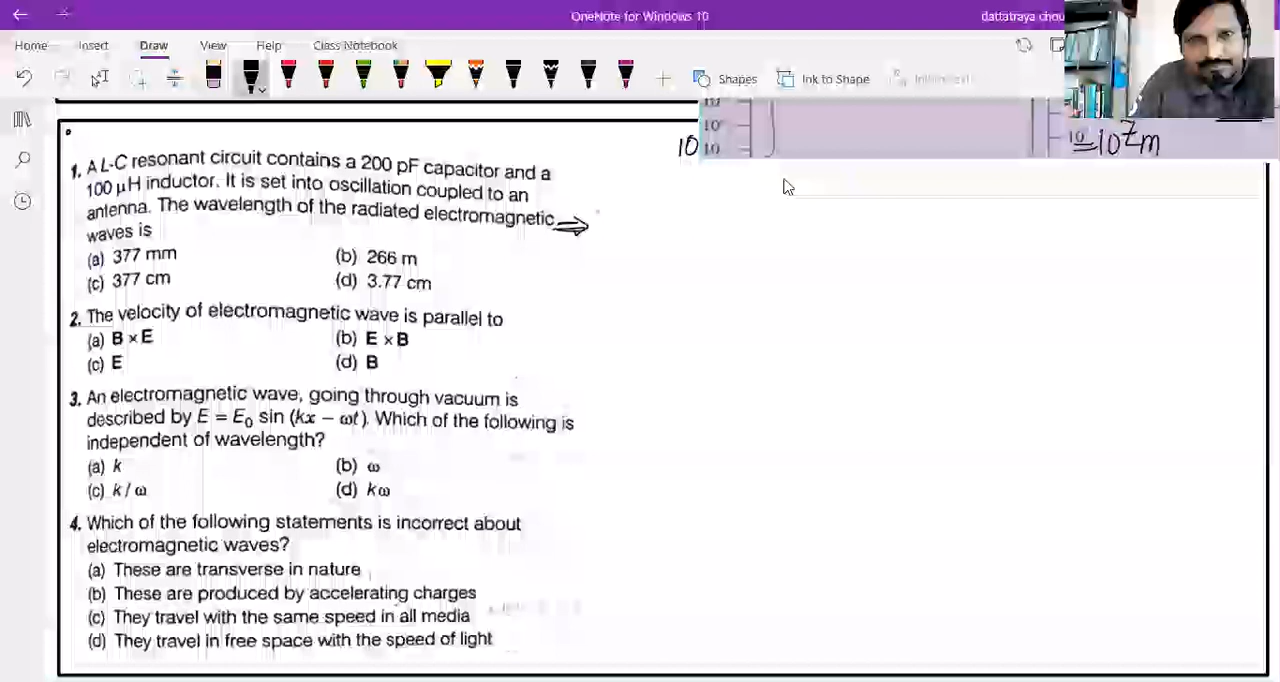 OneNote for Windows 10
dattatraya chou
Home Insert Draw View Help Class Notebook
Shapes Ink to Shape
10
10
10 10
10
=10 m
1. A L-C resonant circuit contains a 200 pF capacitor and a
100 μH inductor. It is set into oscillation coupled to an
antenna. The wavelength of the radiated electromagnetic ⇒
waves is
(a) 377 mm (b) 266 m
(c) 377 cm (d) 3.77 cm
2. The velocity of electromagnetic wave is parallel to
(a) B × E (b) E × B
(c) E (d) B
3. An electromagnetic wave, going through vacuum is
described by E = E₀ sin (kx − ωt). Which of the following is
independent of wavelength?
(a) k (b) ω
(c) k / ω (d) kω
4. Which of the following statements is incorrect about
electromagnetic waves?
(a) These are transverse in nature
(b) These are produced by accelerating charges
(c) They travel with the same speed in all media
(d) They travel in free space with the speed of light